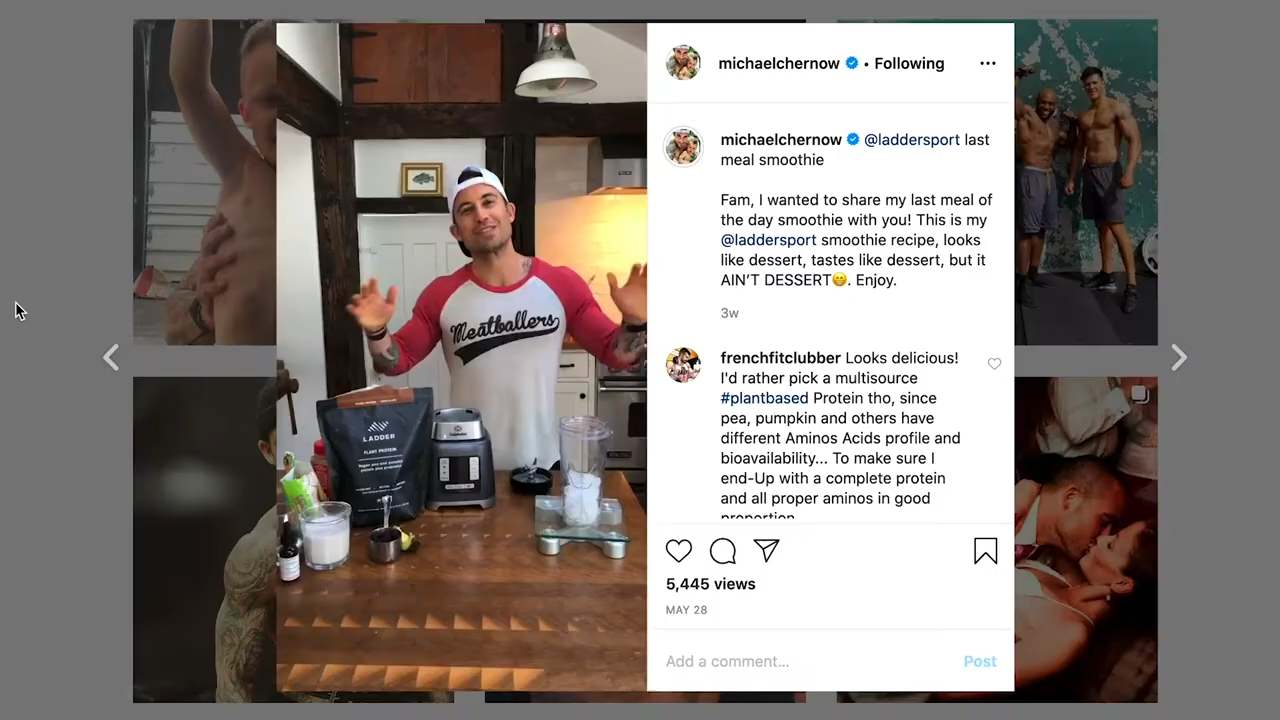 michaelchernow • Following
michaelchernow @laddersport last
meal smoothie
Fam, I wanted to share my last meal of
the day smoothie with you! This is my
@laddersport smoothie recipe, looks
like dessert, tastes like dessert, but it
AIN'T DESSERT😋. Enjoy.
3w
frenchfitclubber Looks delicious!
I'd rather pick a multisource
#plantbased Protein tho, since
pea, pumpkin and others have
different Aminos Acids profile and
bioavailability... To make sure I
end-Up with a complete protein
and all proper aminos in good
proportion
5,445 views
MAY 28
Add a comment... Post
Meatballers
LADDER
PLANT PROTEIN